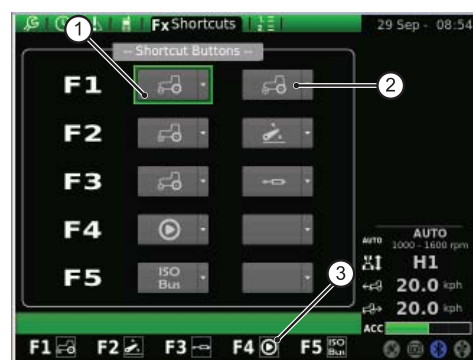 Fx Shortcuts
29 Sep - 08:54
-- Shortcut Buttons --
1
2
F1
F2
F3
F4
F5 ISO Bus
AUTO AUTO
1000 - 1600 rpm
H1
20.0 kph
20.0 kph
ACC
3
F1 F2 F3 F4 F5 ISO Bus